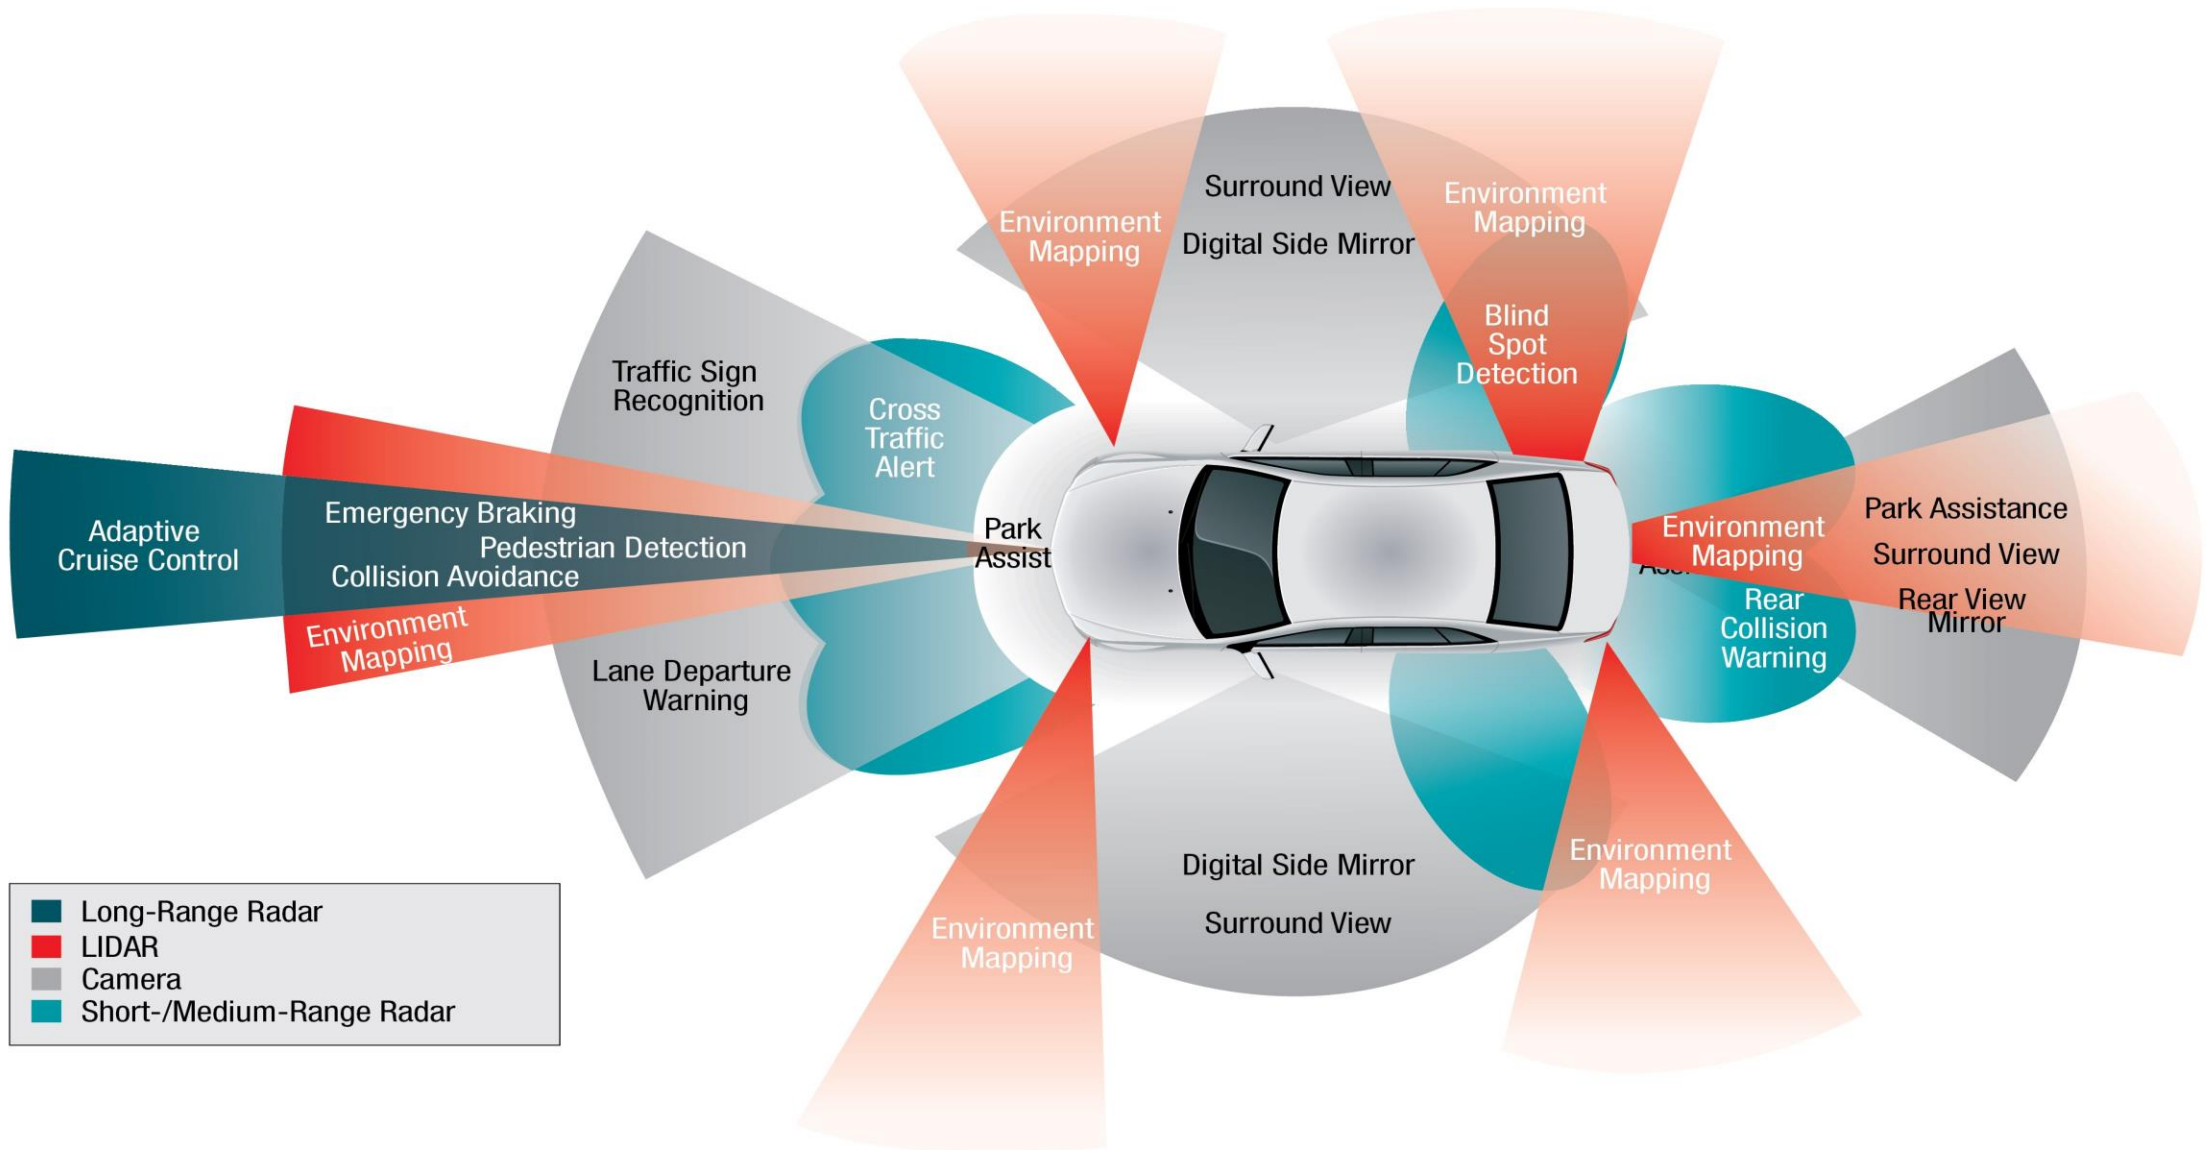 Surround View
Digital Side Mirror
Environment
Mapping
Environment
Mapping
Blind
Spot
Detection
Traffic Sign
Recognition
Cross
Traffic
Alert
Adaptive
Cruise Control
Emergency Braking
Pedestrian Detection
Collision Avoidance
Environment
Mapping
Lane Departure
Warning
Park
Assist
Environment
Mapping
Park Assistance
Surround View
Rear View
Mirror
Rear
Collision
Warning
Digital Side Mirror
Surround View
Environment
Mapping
Environment
Mapping
Long-Range Radar
LIDAR
Camera
Short-/Medium-Range Radar